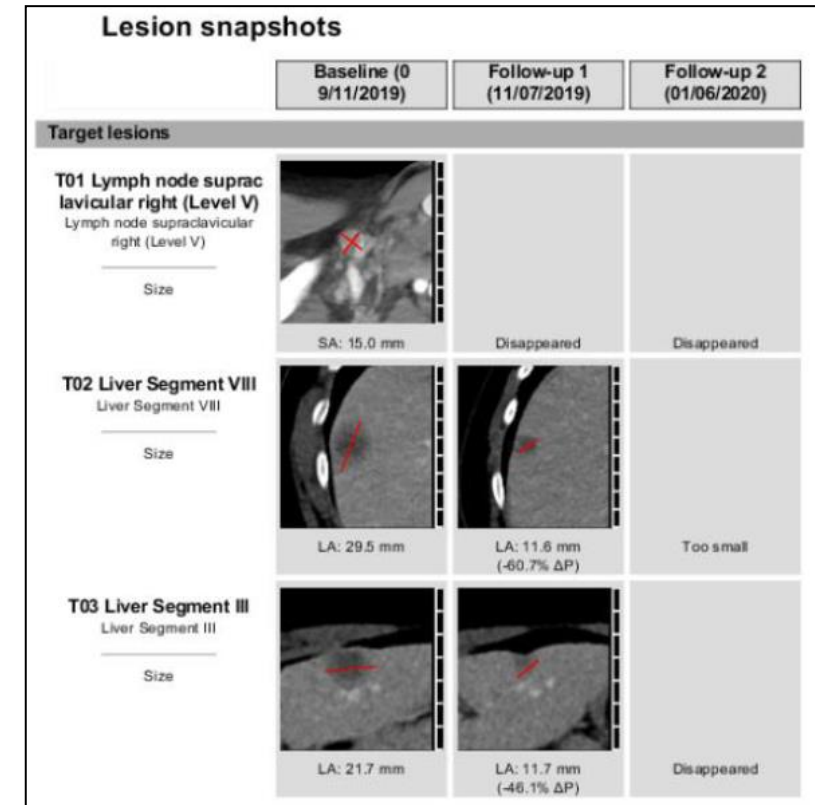 Lesion snapshots
Baseline (0
9/11/2019)
Follow-up 1
(11/07/2019)
Follow-up 2
(01/06/2020)
Target lesions
T01 Lymph node suprac
lavicular right (Level V)
Lymph node supraclavicular
right (Level V)
Size
SA: 15.0 mm
Disappeared
Disappeared
T02 Liver Segment VIII
Liver Segment VIII
Size
LA: 29.5 mm
LA: 11.6 mm
(-60.7% ΔP)
Too small
T03 Liver Segment III
Liver Segment III
Size
LA: 21.7 mm
LA: 11.7 mm
(-46.1% ΔP)
Disappeared